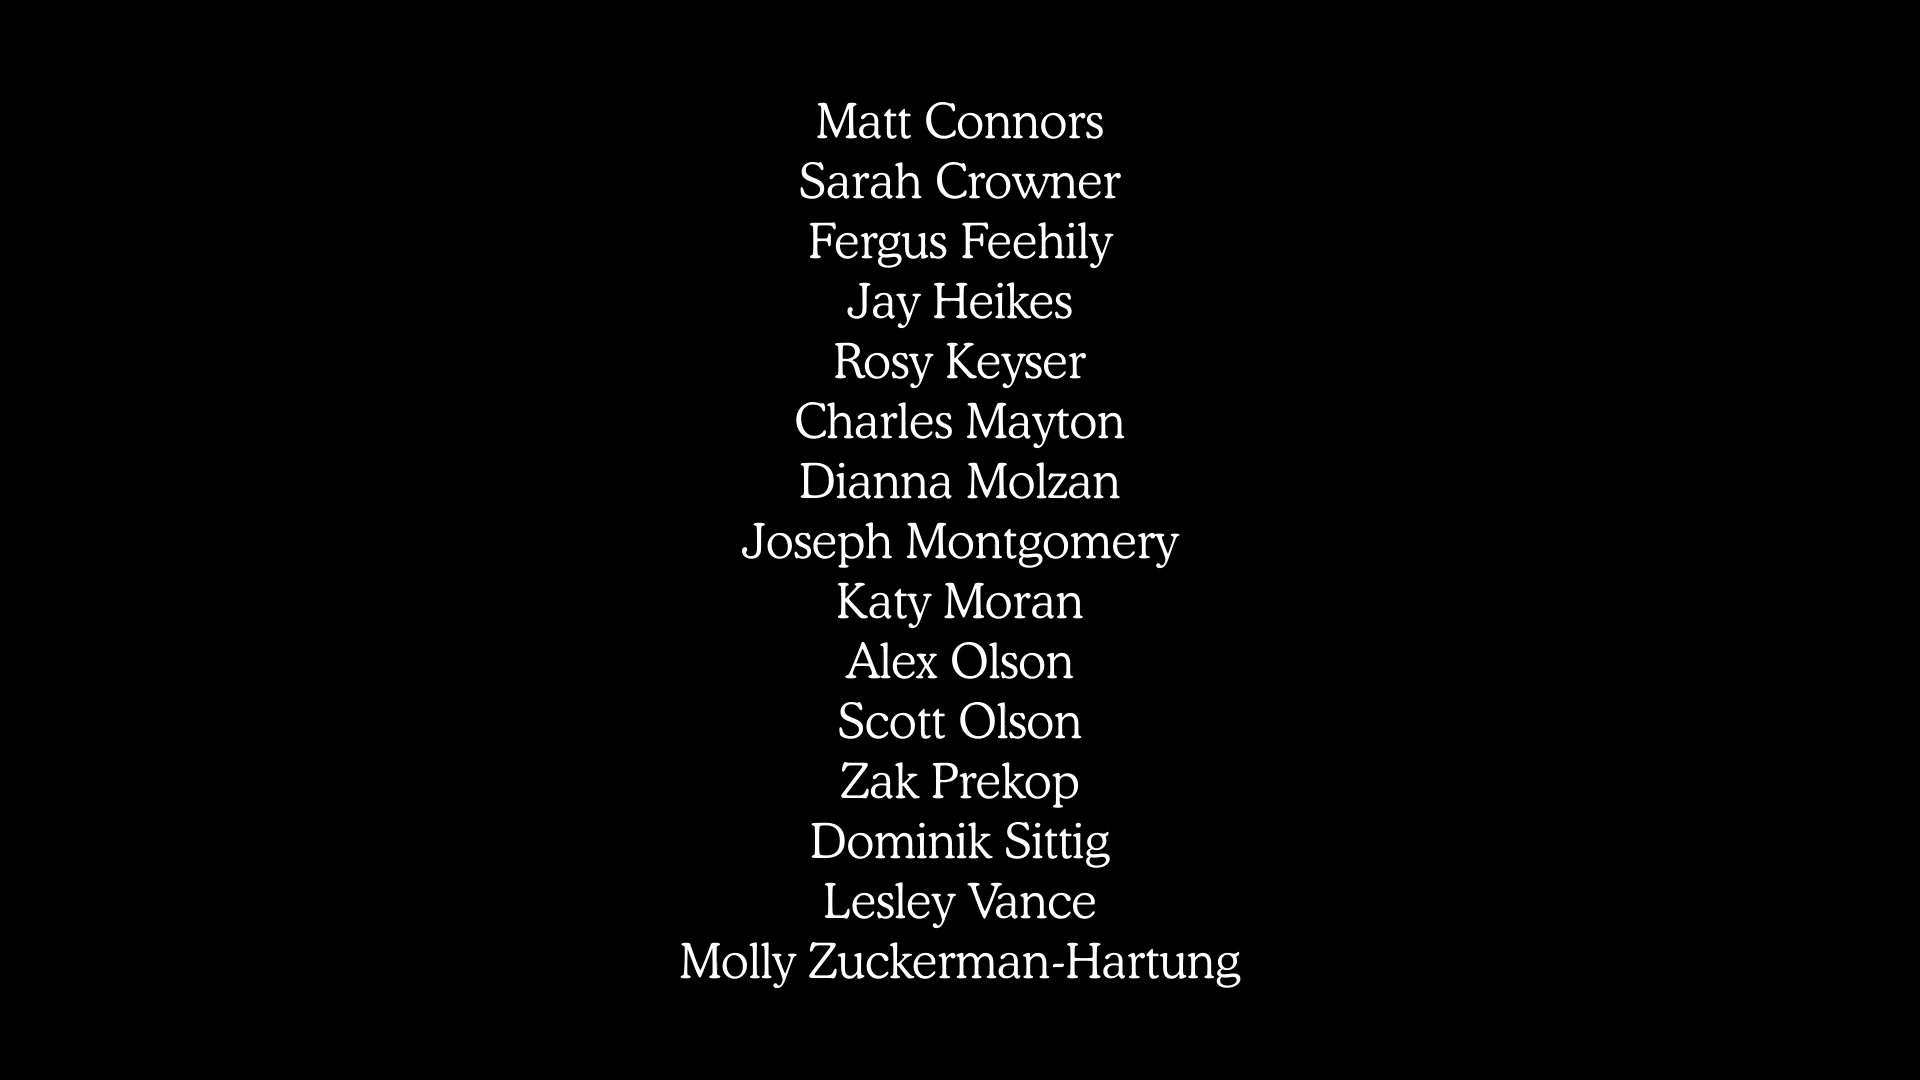 Matt Connors
Sarah Crowner
Fergus Feehily
Jay Heikes
Rosy Keyser
Charles Mayton
Dianna Molzan
Joseph Montgomery
Katy Moran
Alex Olson
Scott Olson
Zak Prekop
Dominik Sittig
Lesley Vance
Molly Zuckerman-Hartung